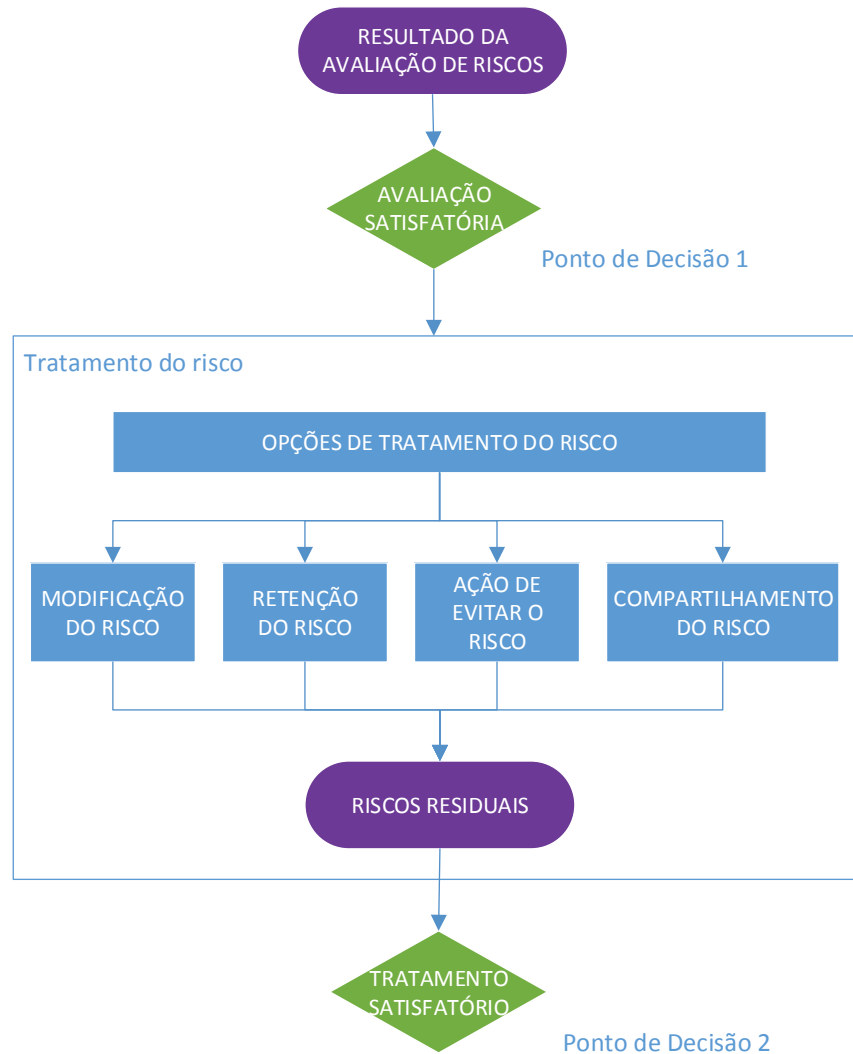 RESULTADO DA
AVALIAÇÃO DE RISCOS
AVALIAÇÃO
SATISFATÓRIA
Ponto de Decisão 1
Tratamento do risco
OPÇÕES DE TRATAMENTO DO RISCO
MODIFICAÇÃO
DO RISCO
RETENÇÃO
DO RISCO
AÇÃO DE
EVITAR O
RISCO
COMPARTILHAMENTO
DO RISCO
RISCOS RESIDUAIS
TRATAMENTO
SATISFATÓRIO
Ponto de Decisão 2